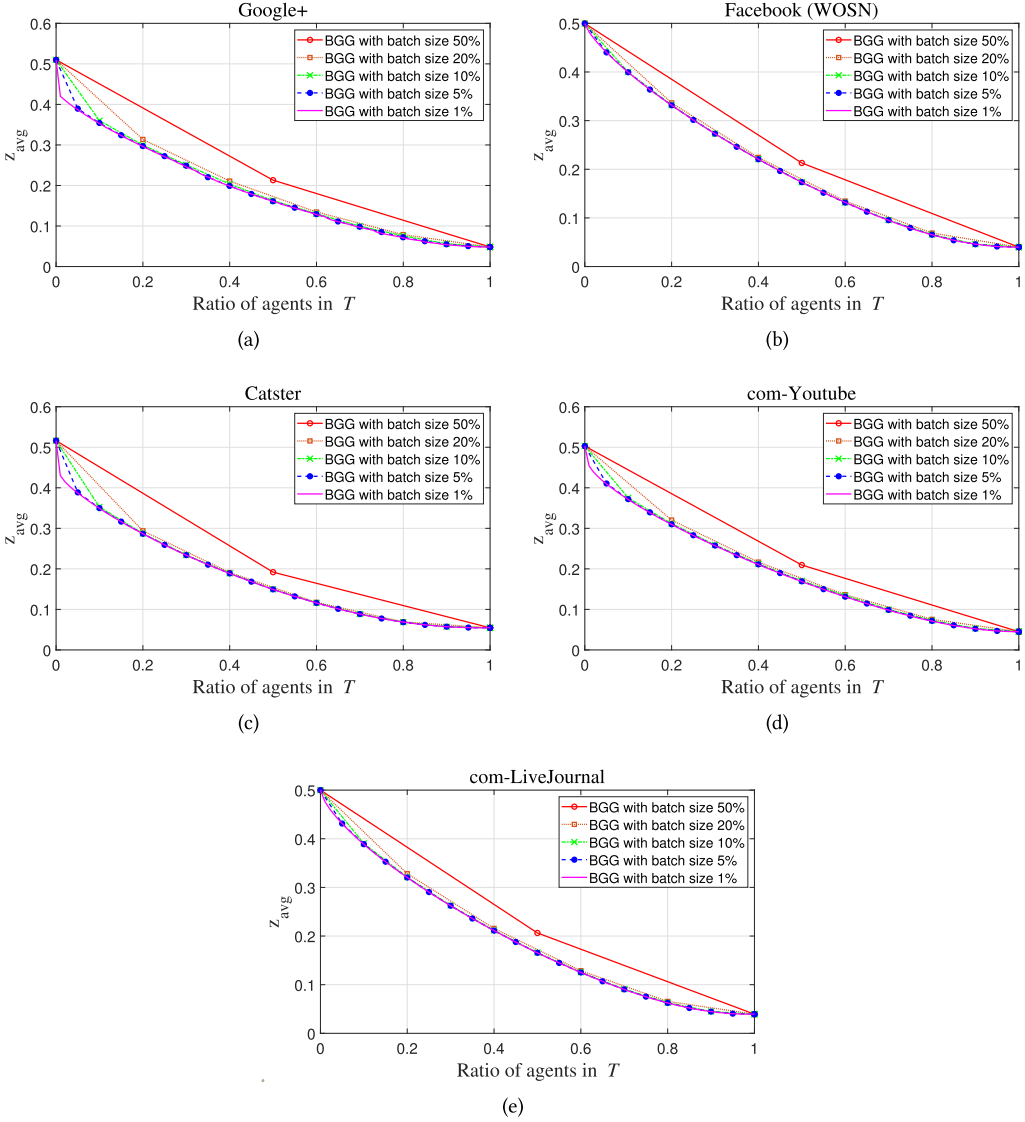 Google+
BGG with batch size 50%
BGG with batch size 20%
BGG with batch size 10%
BGG with batch size 5%
BGG with batch size 1%
0.6
0.5
0.4
0.3
0.2
0.1
0
z_avg
0 0.2 0.4 0.6 0.8 1
Ratio of agents in T
(a)
Facebook (WOSN)
BGG with batch size 50%
BGG with batch size 20%
BGG with batch size 10%
BGG with batch size 5%
BGG with batch size 1%
0.5
0.4
0.3
0.2
0.1
0
z_avg
0 0.2 0.4 0.6 0.8 1
Ratio of agents in T
(b)
Catster
BGG with batch size 50%
BGG with batch size 20%
BGG with batch size 10%
BGG with batch size 5%
BGG with batch size 1%
0.6
0.5
0.4
0.3
0.2
0.1
0
z_avg
0 0.2 0.4 0.6 0.8 1
Ratio of agents in T
(c)
com-Youtube
BGG with batch size 50%
BGG with batch size 20%
BGG with batch size 10%
BGG with batch size 5%
BGG with batch size 1%
0.6
0.5
0.4
0.3
0.2
0.1
0
z_avg
0 0.2 0.4 0.6 0.8 1
Ratio of agents in T
(d)
com-LiveJournal
BGG with batch size 50%
BGG with batch size 20%
BGG with batch size 10%
BGG with batch size 5%
BGG with batch size 1%
0.5
0.4
0.3
0.2
0.1
0
z_avg
0 0.2 0.4 0.6 0.8 1
Ratio of agents in T
(e)